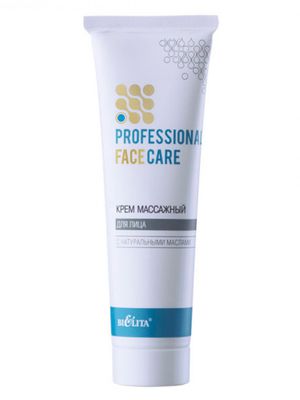 PROFESSIONAL
FACE CARE
КРЕМ МАССАЖНЫЙ
ДЛЯ ЛИЦА
С НАТУРАЛЬНЫМИ МАСЛАМИ
BIELITA®